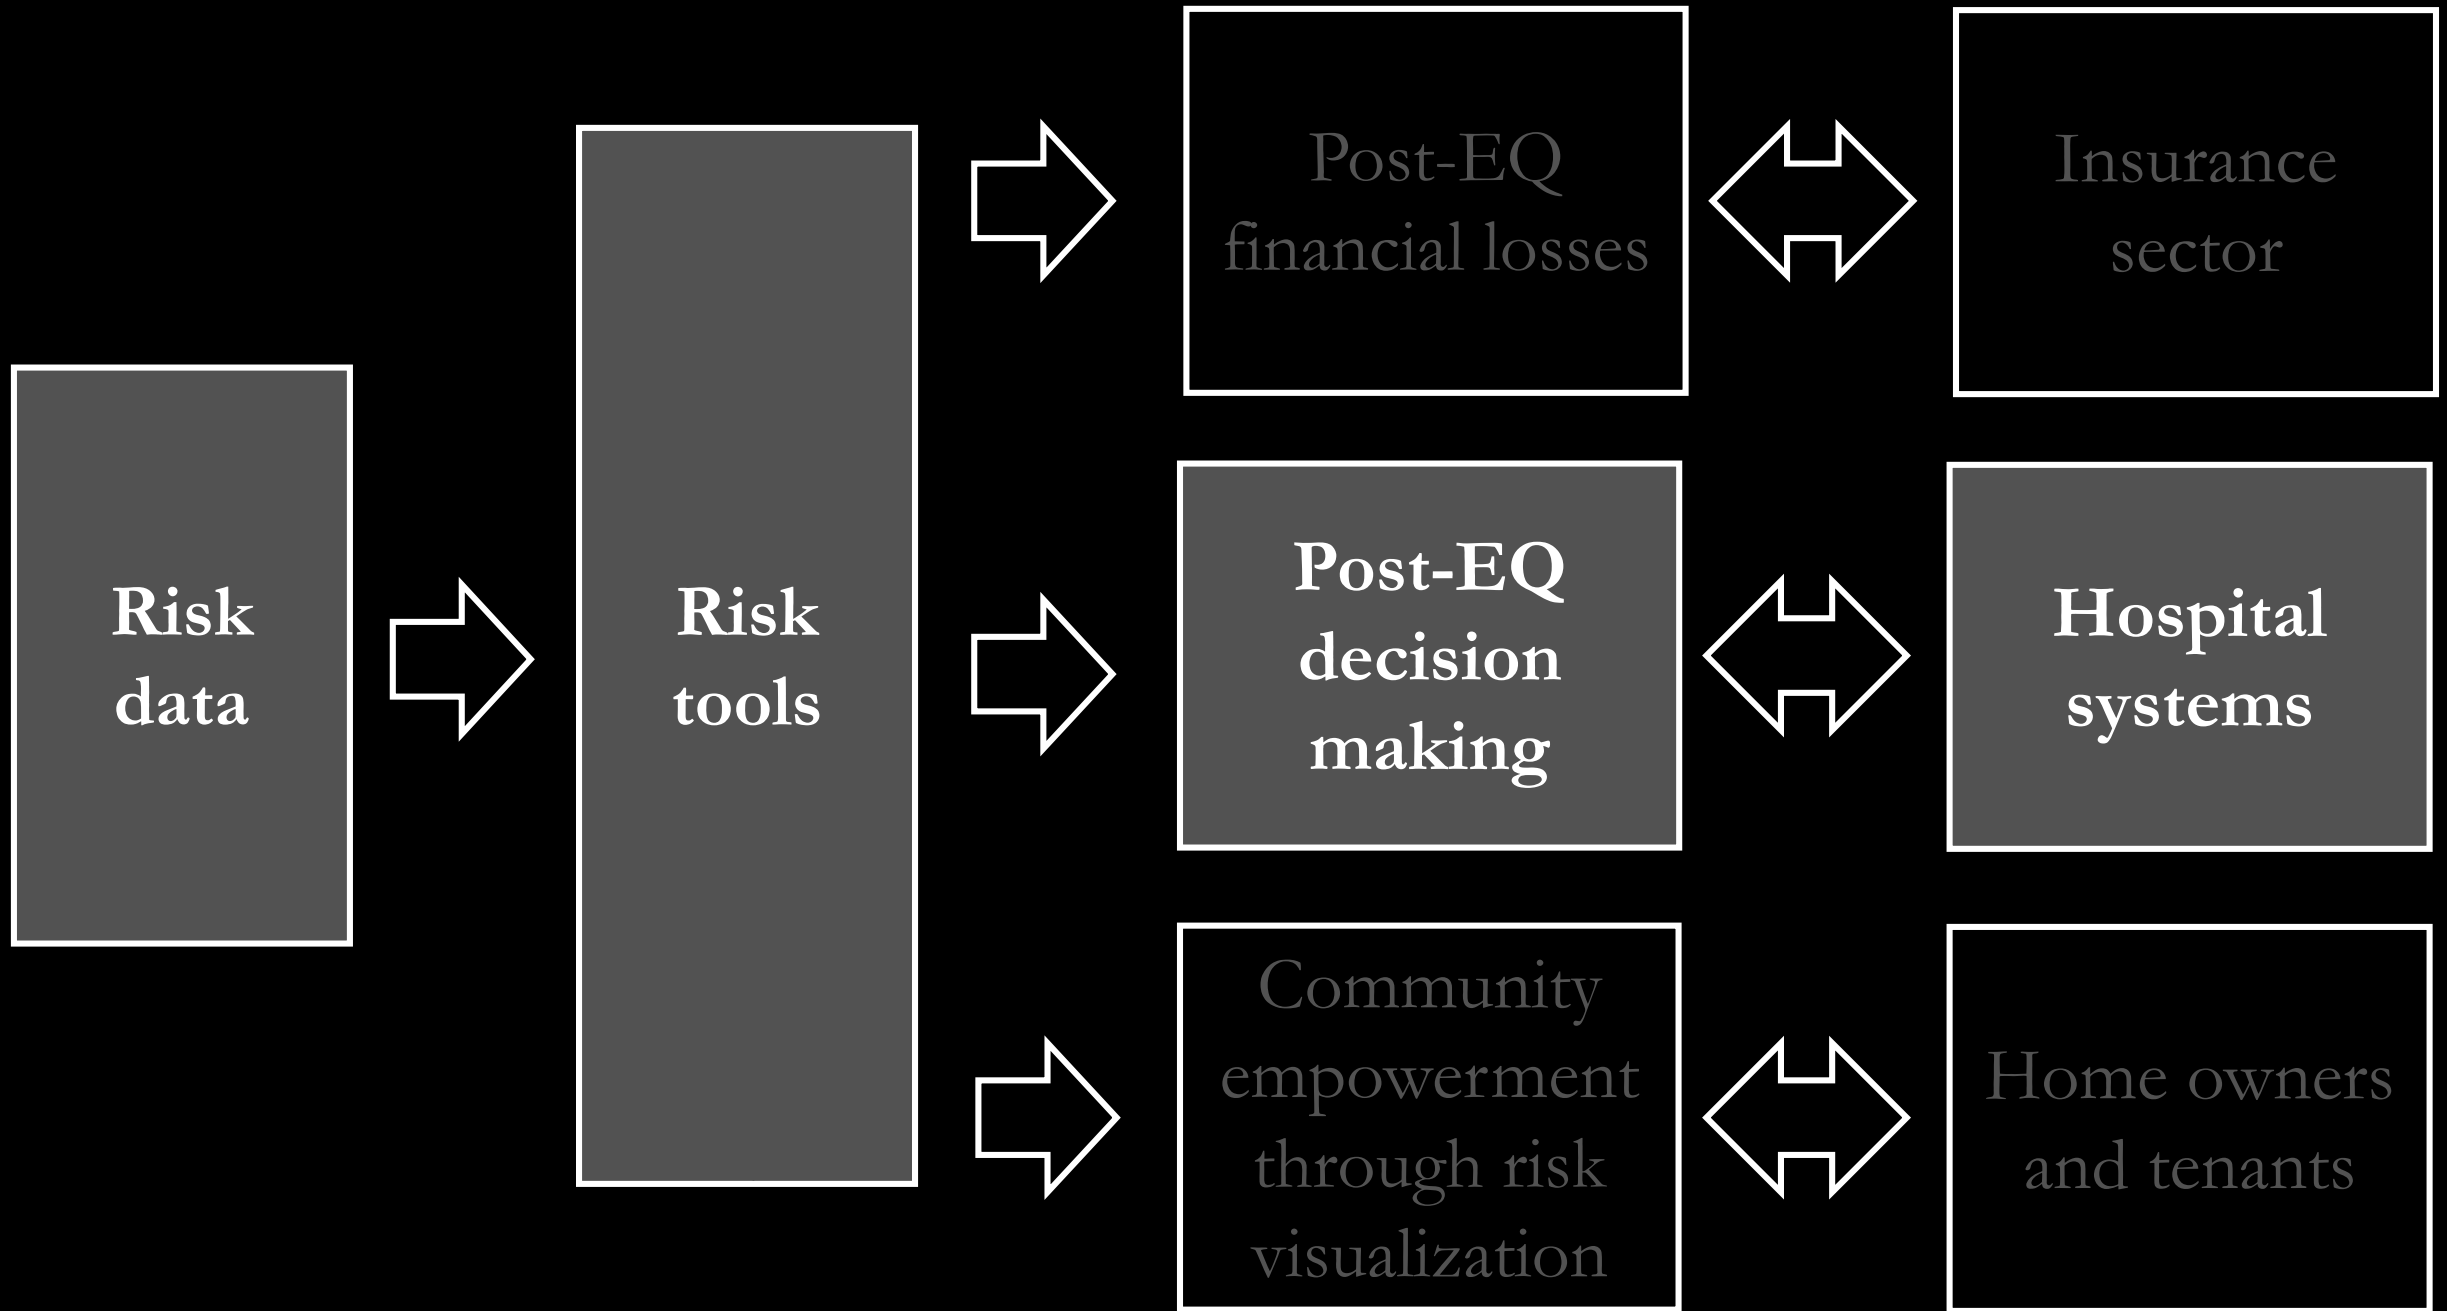 Risk
data
Risk
tools
Post-EQ
financial losses
Insurance
sector
Post-EQ
decision
making
Hospital
systems
Community
empowerment
through risk
visualization
Home owners
and tenants